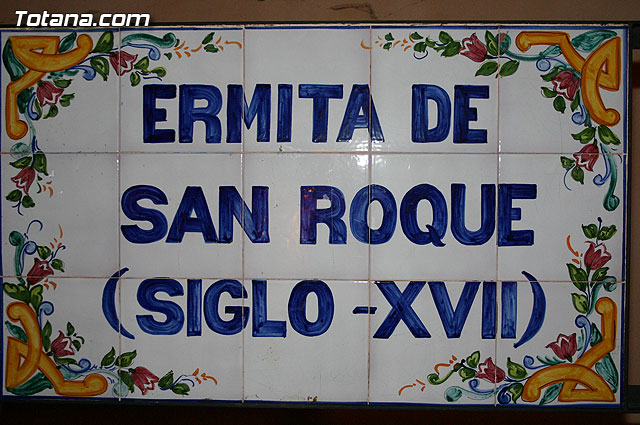 Totana.com
ERMITA DE
SAN ROQUE
(SIGLO - XVII)